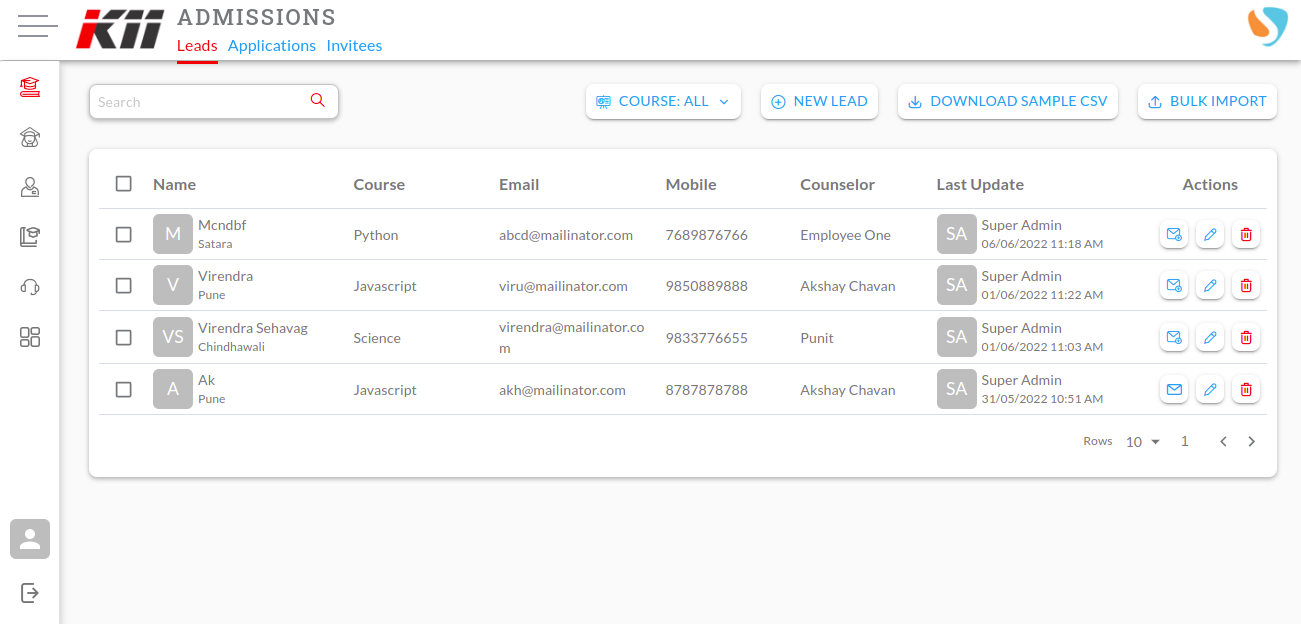 KII
ADMISSIONS
Leads Applications Invitees
Search
COURSE: ALL
NEW LEAD
DOWNLOAD SAMPLE CSV
BULK IMPORT
Name Course Email Mobile Counselor Last Update Actions
M Mcndbf Python abcd@mailinator.com 7689876766 Employee One SA Super Admin
Satara 06/06/2022 11:18 AM
V Virendra Javascript viru@mailinator.com 9850889888 Akshay Chavan SA Super Admin
Pune 01/06/2022 11:22 AM
VS Virendra Sehavag Science virendra@mailinator.co 9833776655 Punit SA Super Admin
Chindhawali m 01/06/2022 11:03 AM
A Ak Javascript akh@mailinator.com 8787878788 Akshay Chavan SA Super Admin
Pune 31/05/2022 10:51 AM
Rows 10 1